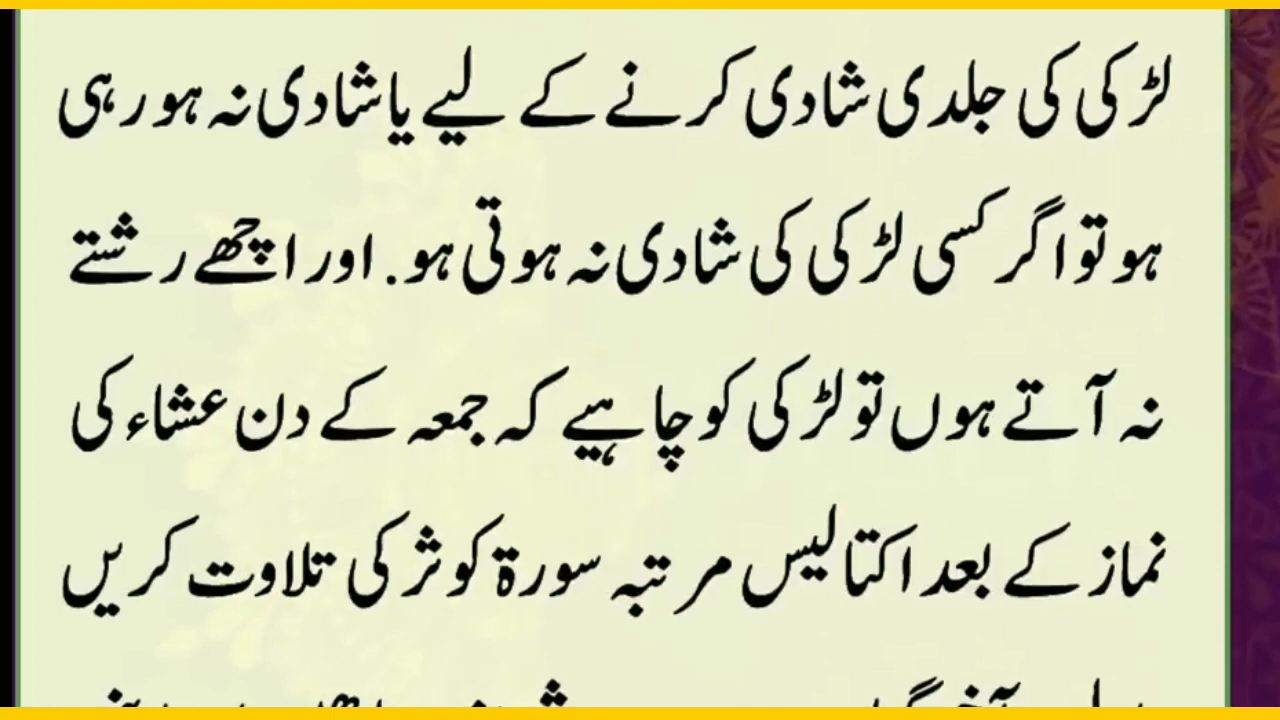 لڑکی کی جلدی شادی کرنے کے لیے یا شادی نہ ہو رہی
ہو تو اگر کسی لڑکی کی شادی نہ ہوتی ہو. اور اچھے رشتے
نہ آتے ہوں تو لڑکی کو چاہیے کہ جمعہ کے دن عشاء کی
نماز کے بعد اکتالیس مرتبہ سورۃ کوثر کی تلاوت کریں